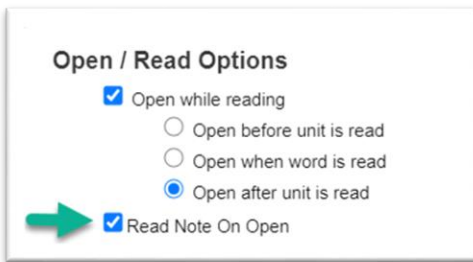 Open / Read Options
Open while reading
Open before unit is read
Open when word is read
Open after unit is read
Read Note On Open